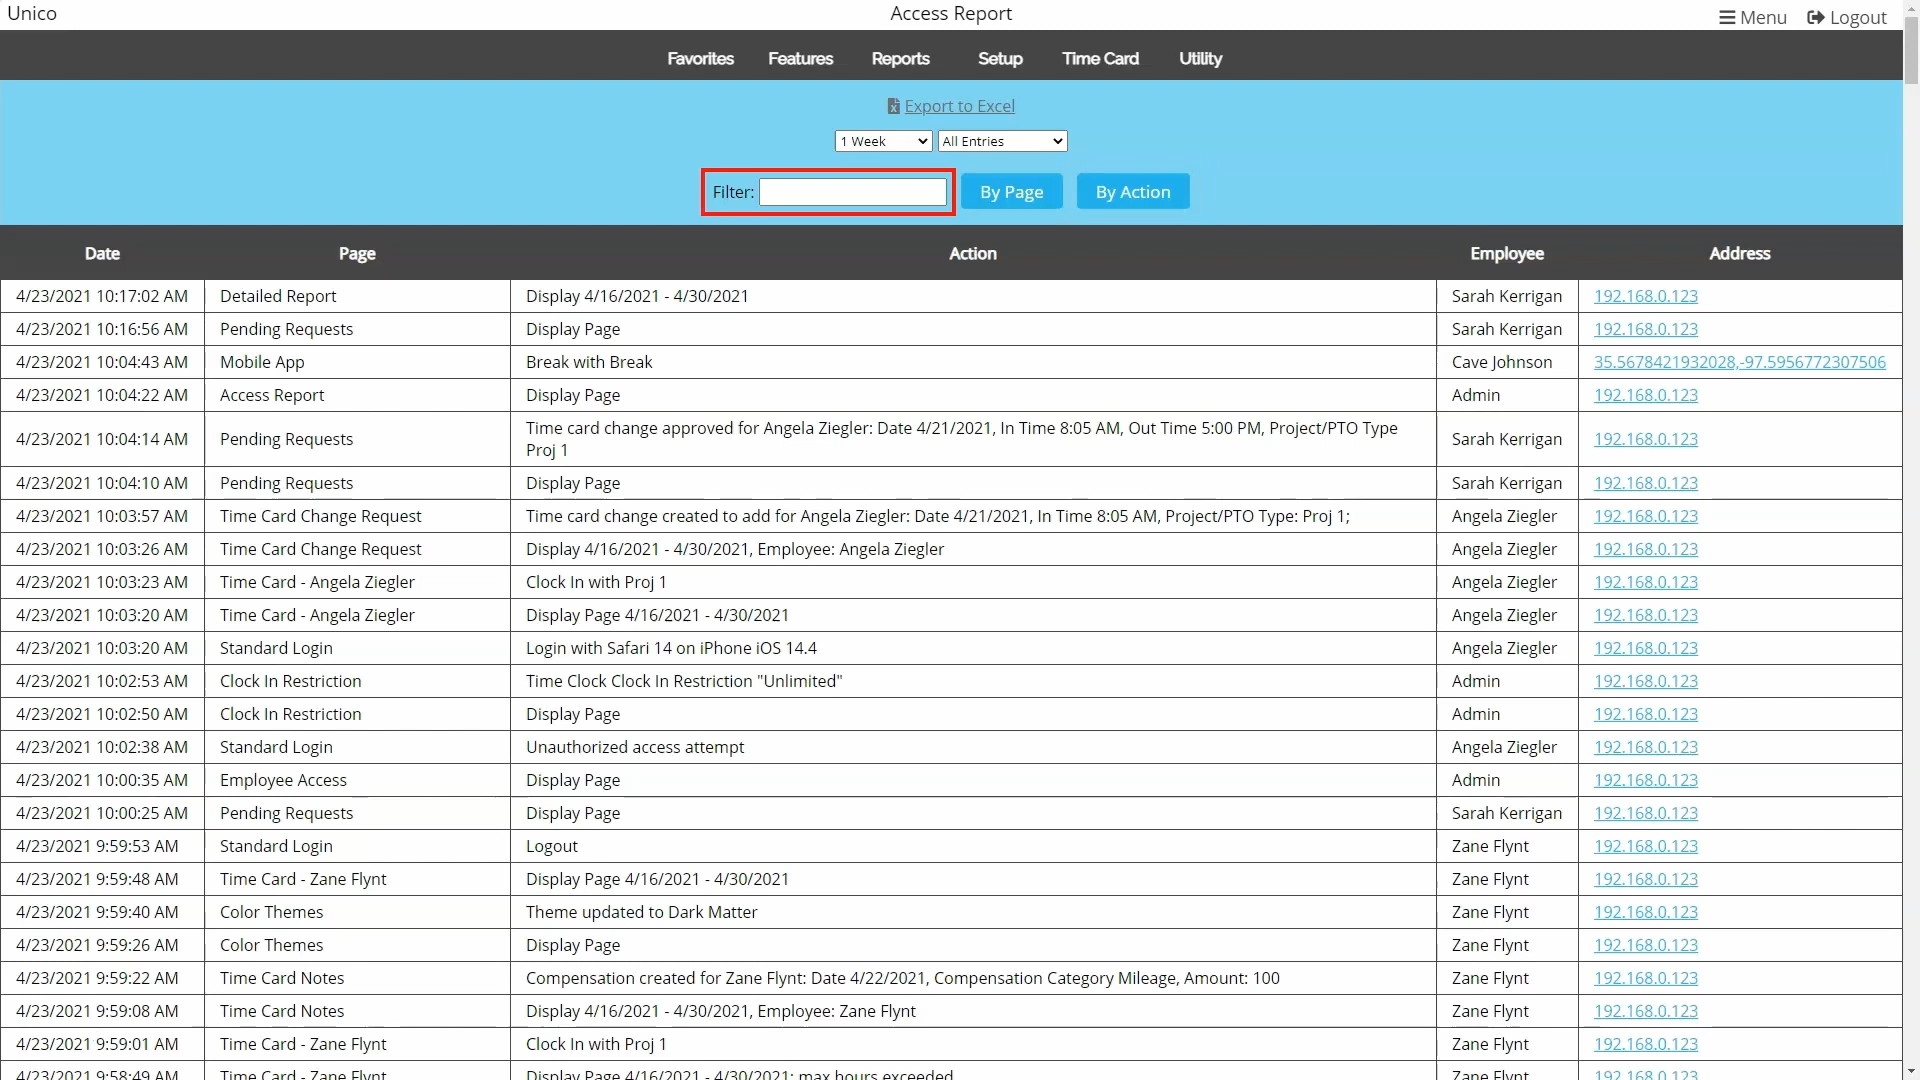 Unico
Access Report
Menu Logout
Favorites Features Reports Setup Time Card Utility
Export to Excel
1 Week All Entries
Filter: By Page By Action
Date Page Action Employee Address
4/23/2021 10:17:02 AM Detailed Report Display 4/16/2021 - 4/30/2021 Sarah Kerrigan 192.168.0.123
4/23/2021 10:16:56 AM Pending Requests Display Page Sarah Kerrigan 192.168.0.123
4/23/2021 10:04:43 AM Mobile App Break with Break Cave Johnson 35.5678421932028,-97.5956772307506
4/23/2021 10:04:22 AM Access Report Display Page Admin 192.168.0.123
4/23/2021 10:04:14 AM Pending Requests Time card change approved for Angela Ziegler: Date 4/21/2021, In Time 8:05 AM, Out Time 5:00 PM, Project/PTO Type
Proj 1 Sarah Kerrigan 192.168.0.123
4/23/2021 10:04:10 AM Pending Requests Display Page Sarah Kerrigan 192.168.0.123
4/23/2021 10:03:57 AM Time Card Change Request Time card change created to add for Angela Ziegler: Date 4/21/2021, In Time 8:05 AM, Project/PTO Type: Proj 1; Angela Ziegler 192.168.0.123
4/23/2021 10:03:26 AM Time Card Change Request Display 4/16/2021 - 4/30/2021, Employee: Angela Ziegler Angela Ziegler 192.168.0.123
4/23/2021 10:03:23 AM Time Card - Angela Ziegler Clock In with Proj 1 Angela Ziegler 192.168.0.123
4/23/2021 10:03:20 AM Time Card - Angela Ziegler Display Page 4/16/2021 - 4/30/2021 Angela Ziegler 192.168.0.123
4/23/2021 10:03:20 AM Standard Login Login with Safari 14 on iPhone iOS 14.4 Angela Ziegler 192.168.0.123
4/23/2021 10:02:53 AM Clock In Restriction Time Clock Clock In Restriction "Unlimited" Admin 192.168.0.123
4/23/2021 10:02:50 AM Clock In Restriction Display Page Admin 192.168.0.123
4/23/2021 10:02:38 AM Standard Login Unauthorized access attempt Angela Ziegler 192.168.0.123
4/23/2021 10:00:35 AM Employee Access Display Page Admin 192.168.0.123
4/23/2021 10:00:25 AM Pending Requests Display Page Sarah Kerrigan 192.168.0.123
4/23/2021 9:59:53 AM Standard Login Logout Zane Flynt 192.168.0.123
4/23/2021 9:59:48 AM Time Card - Zane Flynt Display Page 4/16/2021 - 4/30/2021 Zane Flynt 192.168.0.123
4/23/2021 9:59:40 AM Color Themes Theme updated to Dark Matter Zane Flynt 192.168.0.123
4/23/2021 9:59:26 AM Color Themes Display Page Zane Flynt 192.168.0.123
4/23/2021 9:59:22 AM Time Card Notes Compensation created for Zane Flynt: Date 4/22/2021, Compensation Category Mileage, Amount: 100 Zane Flynt 192.168.0.123
4/23/2021 9:59:08 AM Time Card Notes Display 4/16/2021 - 4/30/2021, Employee: Zane Flynt Zane Flynt 192.168.0.123
4/23/2021 9:59:01 AM Time Card - Zane Flynt Clock In with Proj 1 Zane Flynt 192.168.0.123
4/23/2021 9:58:49 AM Time Card - Zane Flynt Display Page 4/16/2021 - 4/30/2021; max hours exceeded Zane Flynt 192.168.0.123